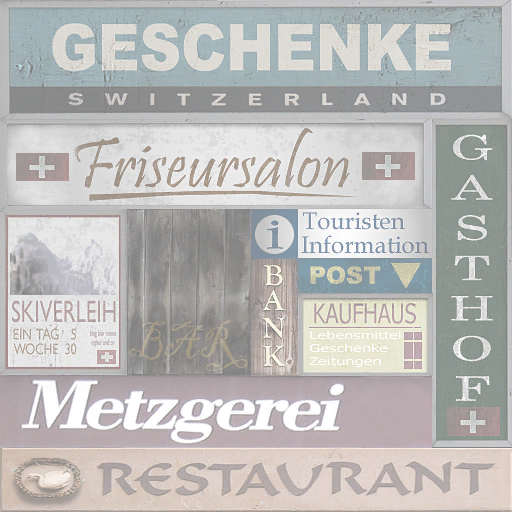 GESCHENKE
SWITZERLAND
Friseursalon
GASTHOF
Touristen
Information
i
POST
BANK
SKIVERLEIH
EIN TAG 5
WOCHE 30
BAR
KAUFHAUS
Lebensmittel
Geschenke
Zeitungen
Metzgerei
RESTAURANT